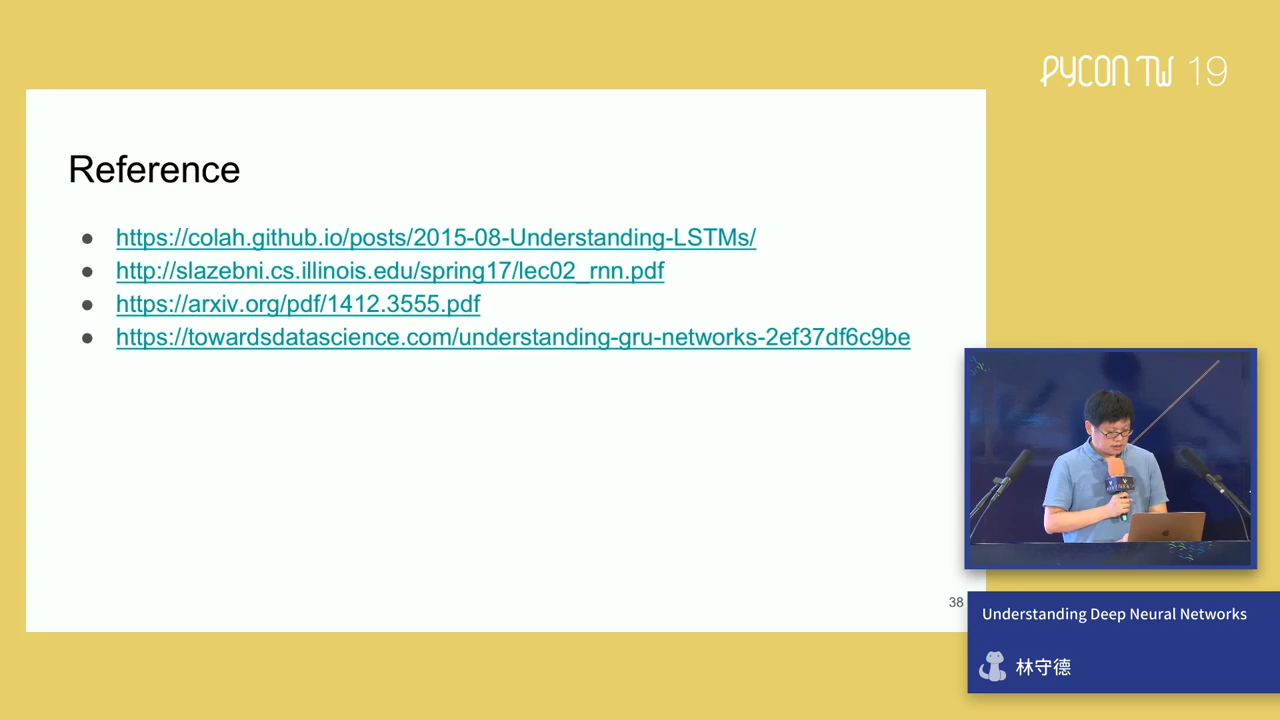 PYCON TW 19
Reference
https://colah.github.io/posts/2015-08-Understanding-LSTMs/
http://slazebni.cs.illinois.edu/spring17/lec02_rnn.pdf
https://arxiv.org/pdf/1412.3555.pdf
https://towardsdatascience.com/understanding-gru-networks-2ef37df6c9be
38
Understanding Deep Neural Networks
林守德